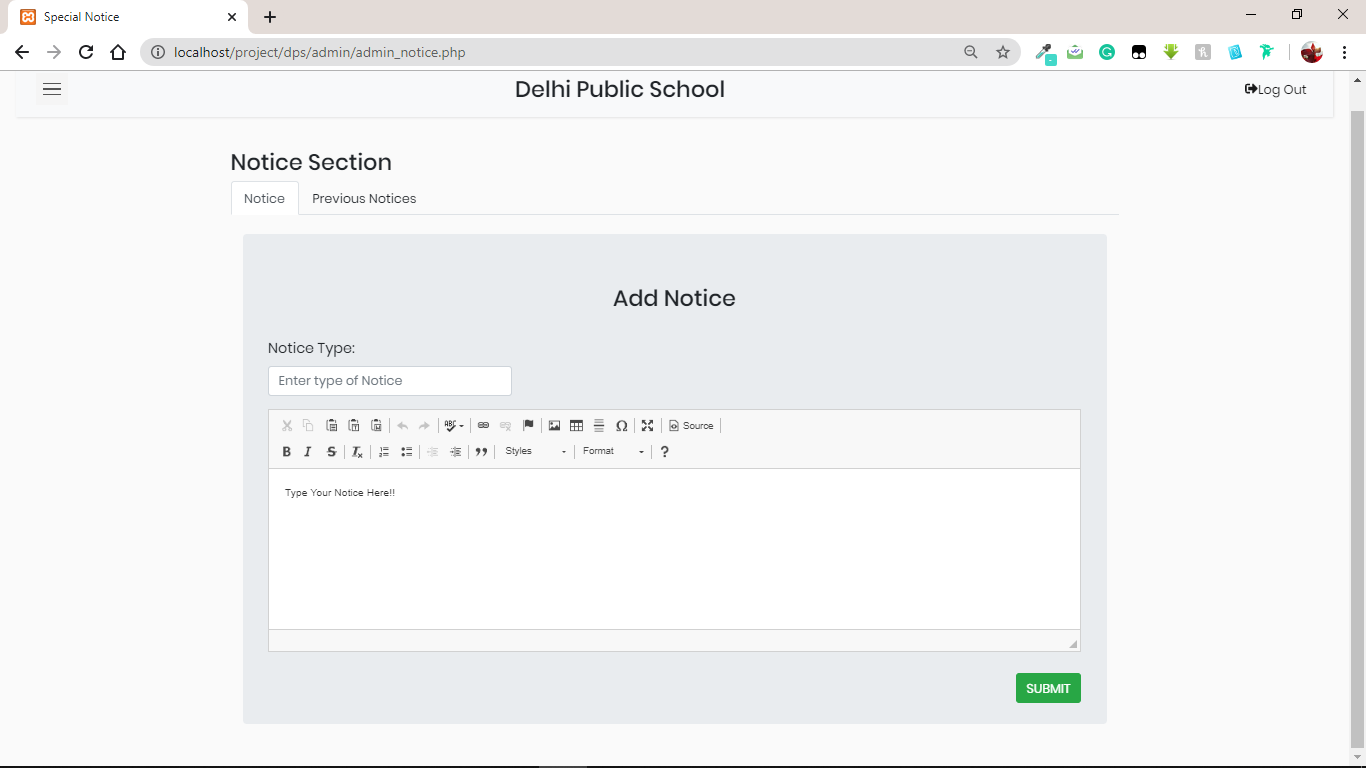 Special Notice
localhost/project/dps/admin/admin_notice.php
Delhi Public School
Log Out
Notice Section
Notice Previous Notices
Add Notice
Notice Type:
Enter type of Notice
Source
B I S Styles Format ?
Type Your Notice Here!!
SUBMIT